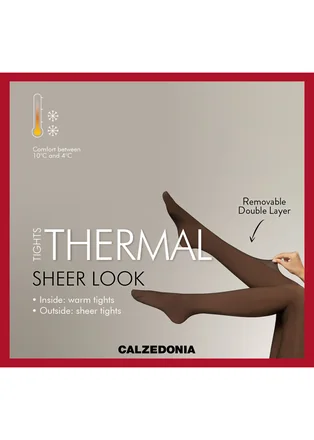 Comfort between
10°C and 4°C
Removable
Double Layer
TIGHTS
THERMAL
SHEER LOOK
• Inside: warm tights
• Outside: sheer tights
CALZEDONIA